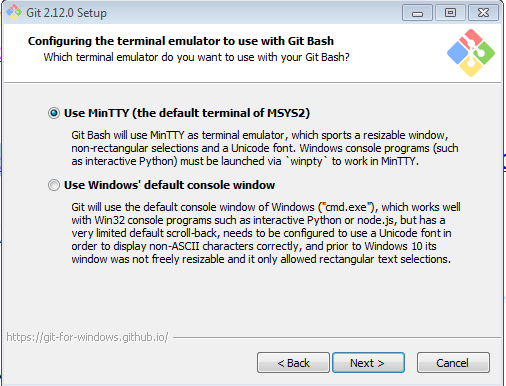 Git 2.12.0 Setup
Configuring the terminal emulator to use with Git Bash
Which terminal emulator do you want to use with your Git Bash?
Use MinTTY (the default terminal of MSYS2)
Git Bash will use MinTTY as terminal emulator, which sports a resizable window,
non-rectangular selections and a Unicode font. Windows console programs (such
as interactive Python) must be launched via `winpty` to work in MinTTY.
Use Windows' default console window
Git will use the default console window of Windows ("cmd.exe"), which works well
with Win32 console programs such as interactive Python or node.js, but has a
very limited default scroll-back, needs to be configured to use a Unicode font in
order to display non-ASCII characters correctly, and prior to Windows 10 its
window was not freely resizable and it only allowed rectangular text selections.
https://git-for-windows.github.io/
< Back
Next >
Cancel